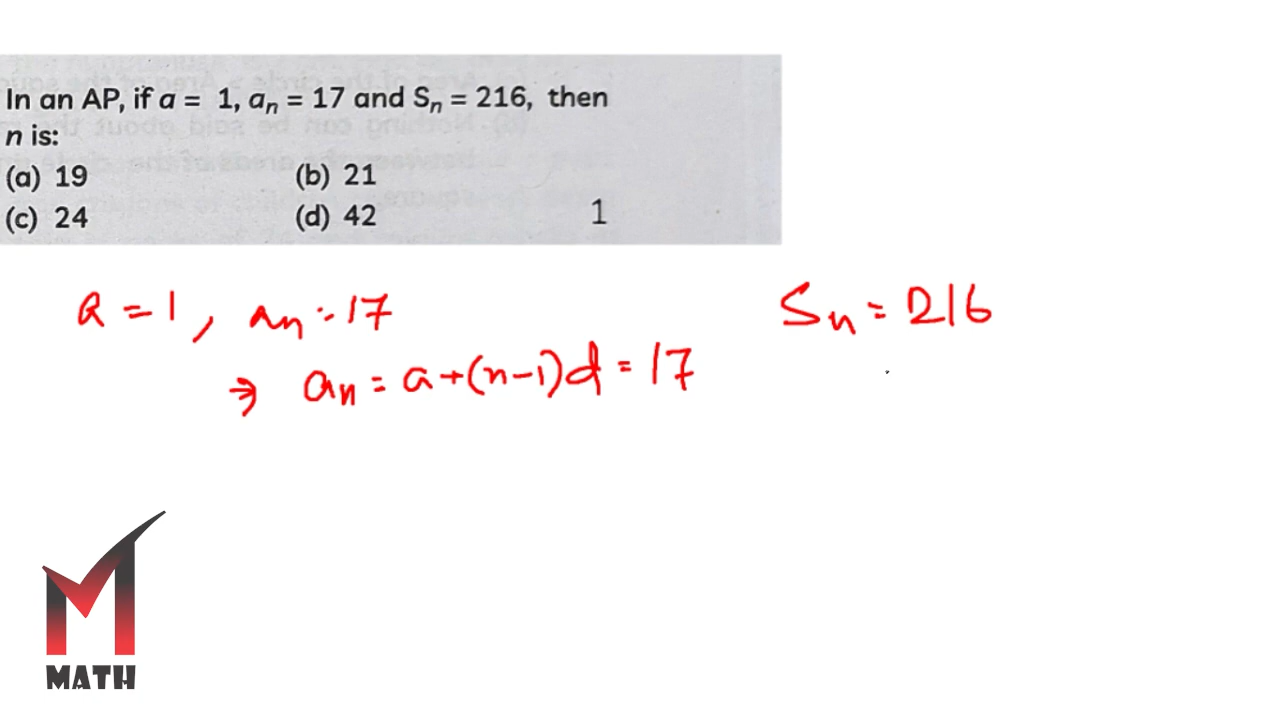 In an AP, if a = 1, aₙ = 17 and Sₙ = 216, then
n is:
(a) 19 (b) 21
(c) 24 (d) 42 1
a = 1, aₙ = 17 Sₙ = 216
⇒ aₙ = a + (n-1)d = 17
MATH